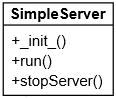 SimpleServer
+_init_()
+run()
+stopServer()